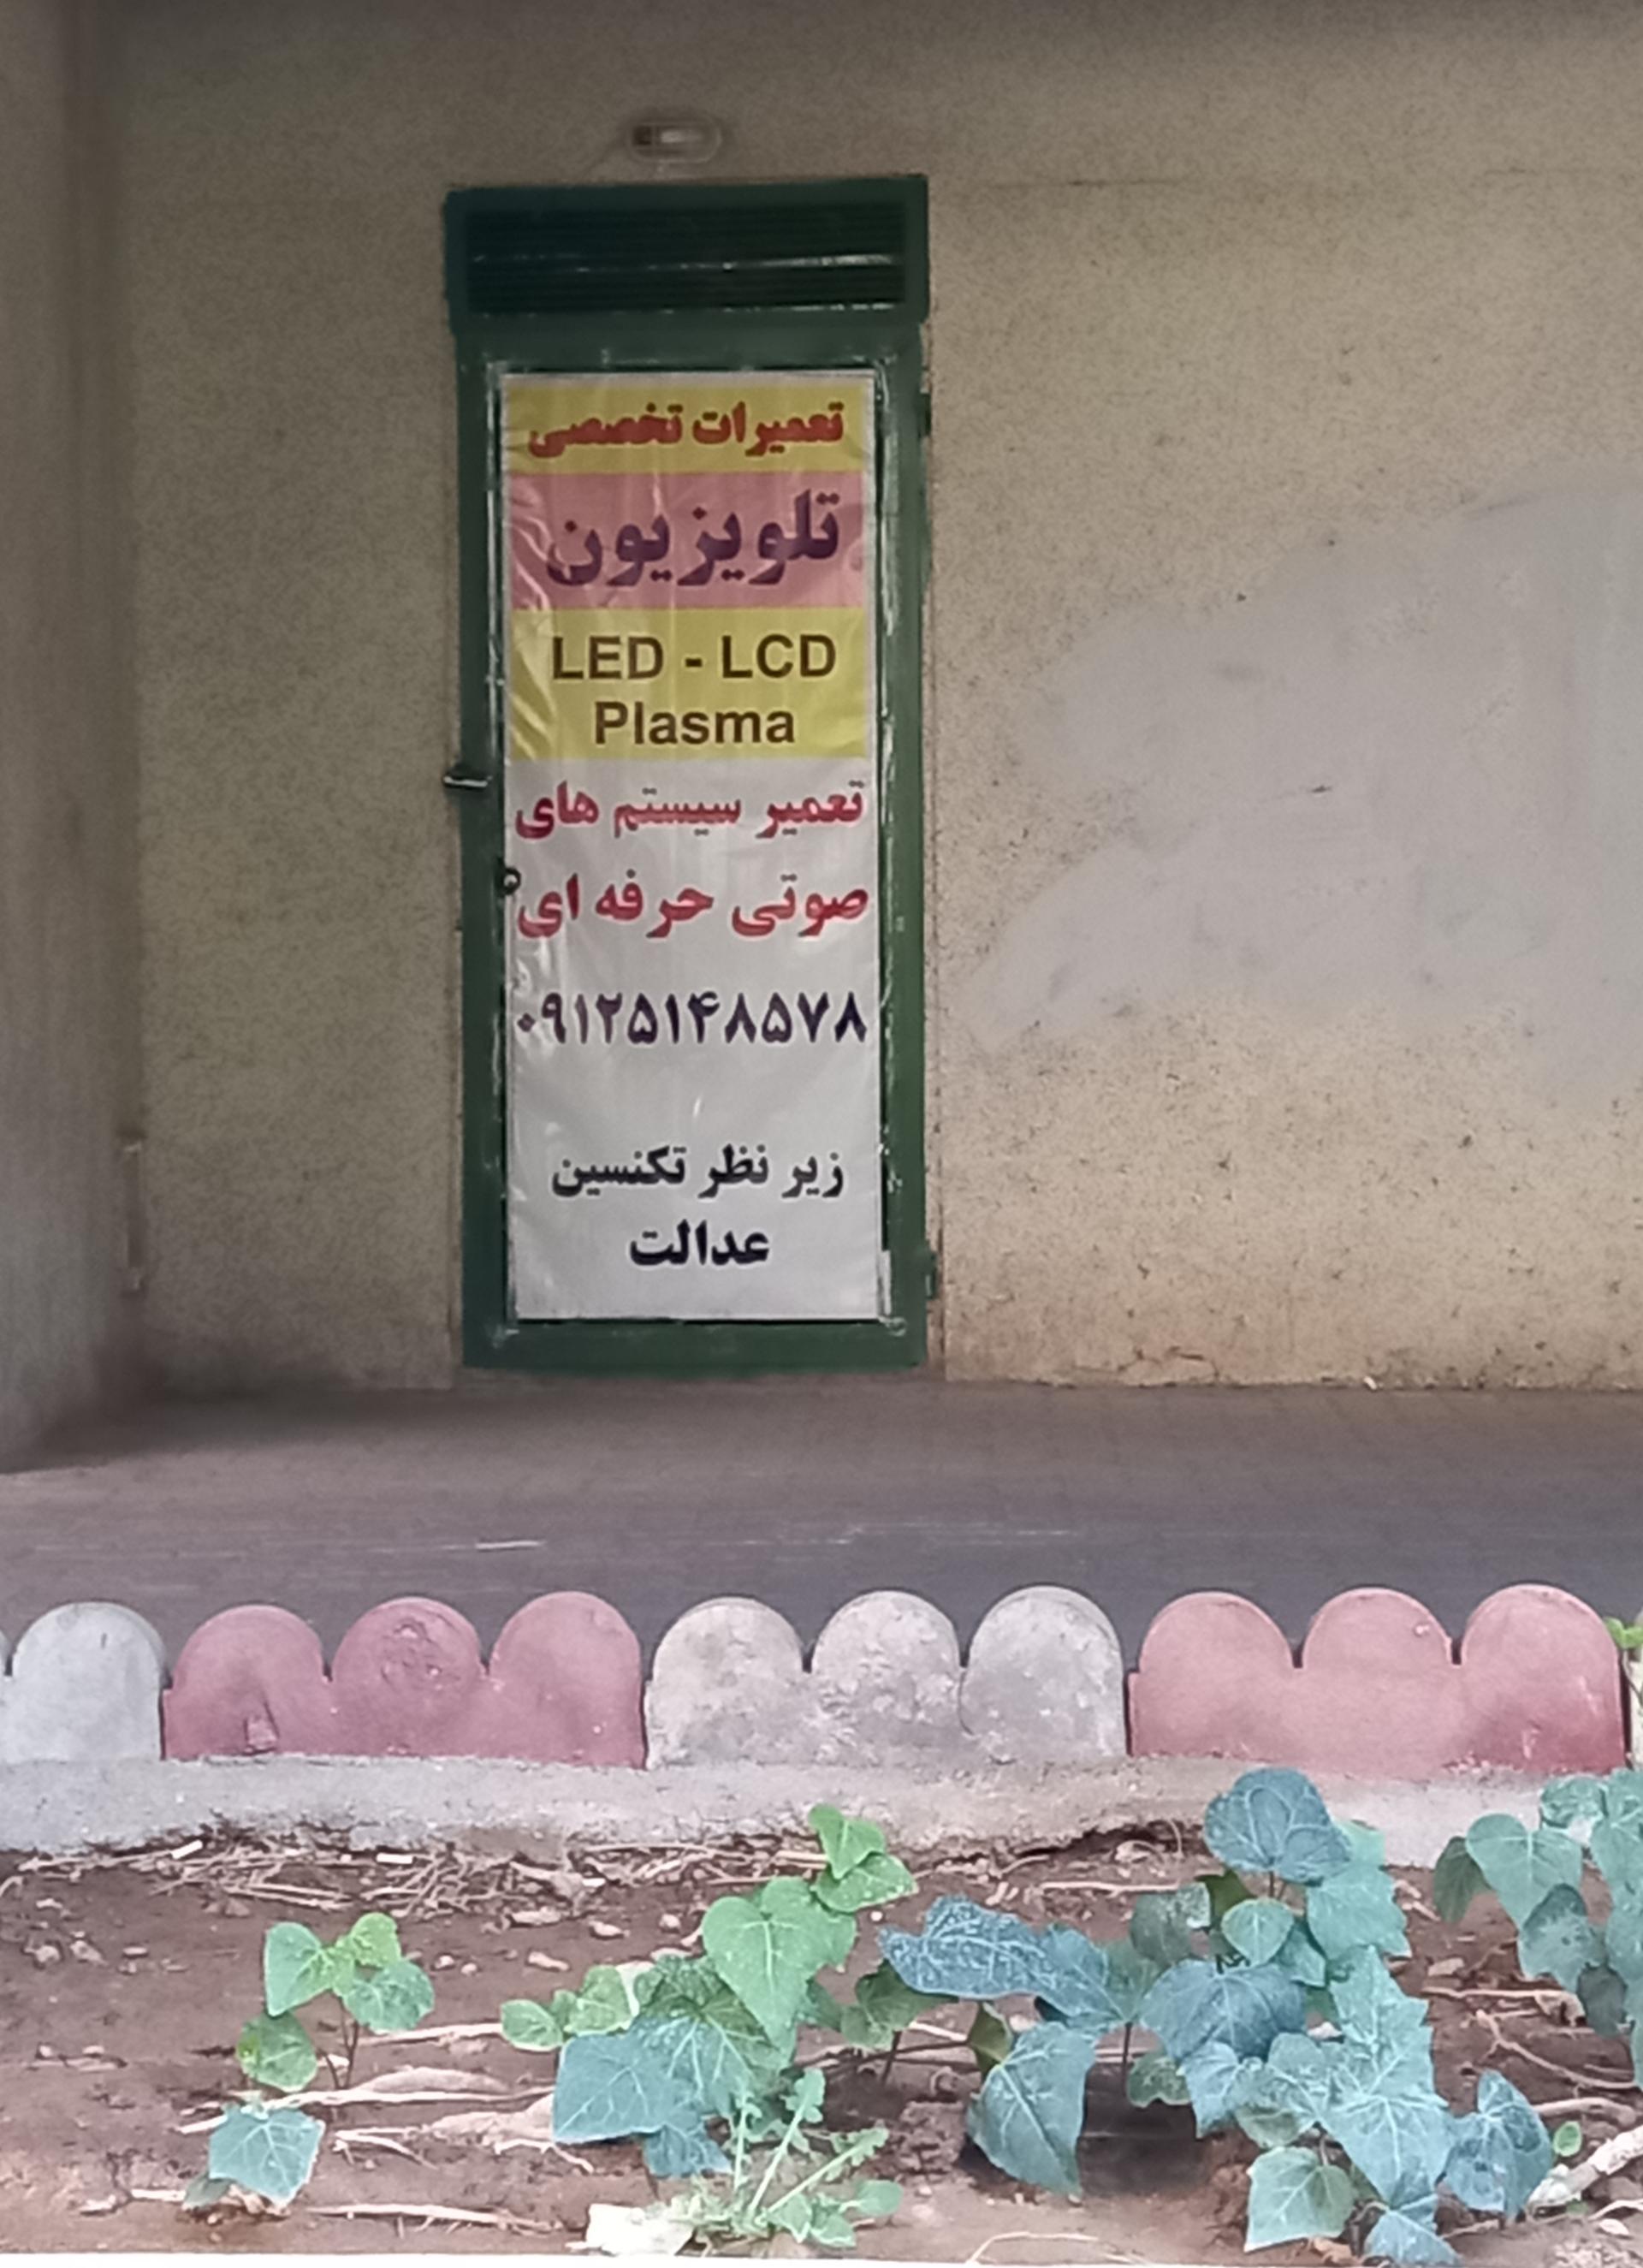 تعمیرات تخصصی
تلویزیون
LED - LCD
Plasma
تعمیر سیستم های
صوتی حرفه ای
۰۹۱۲۵۱۴۸۵۷۸
زیر نظر تکنسین
عدالت